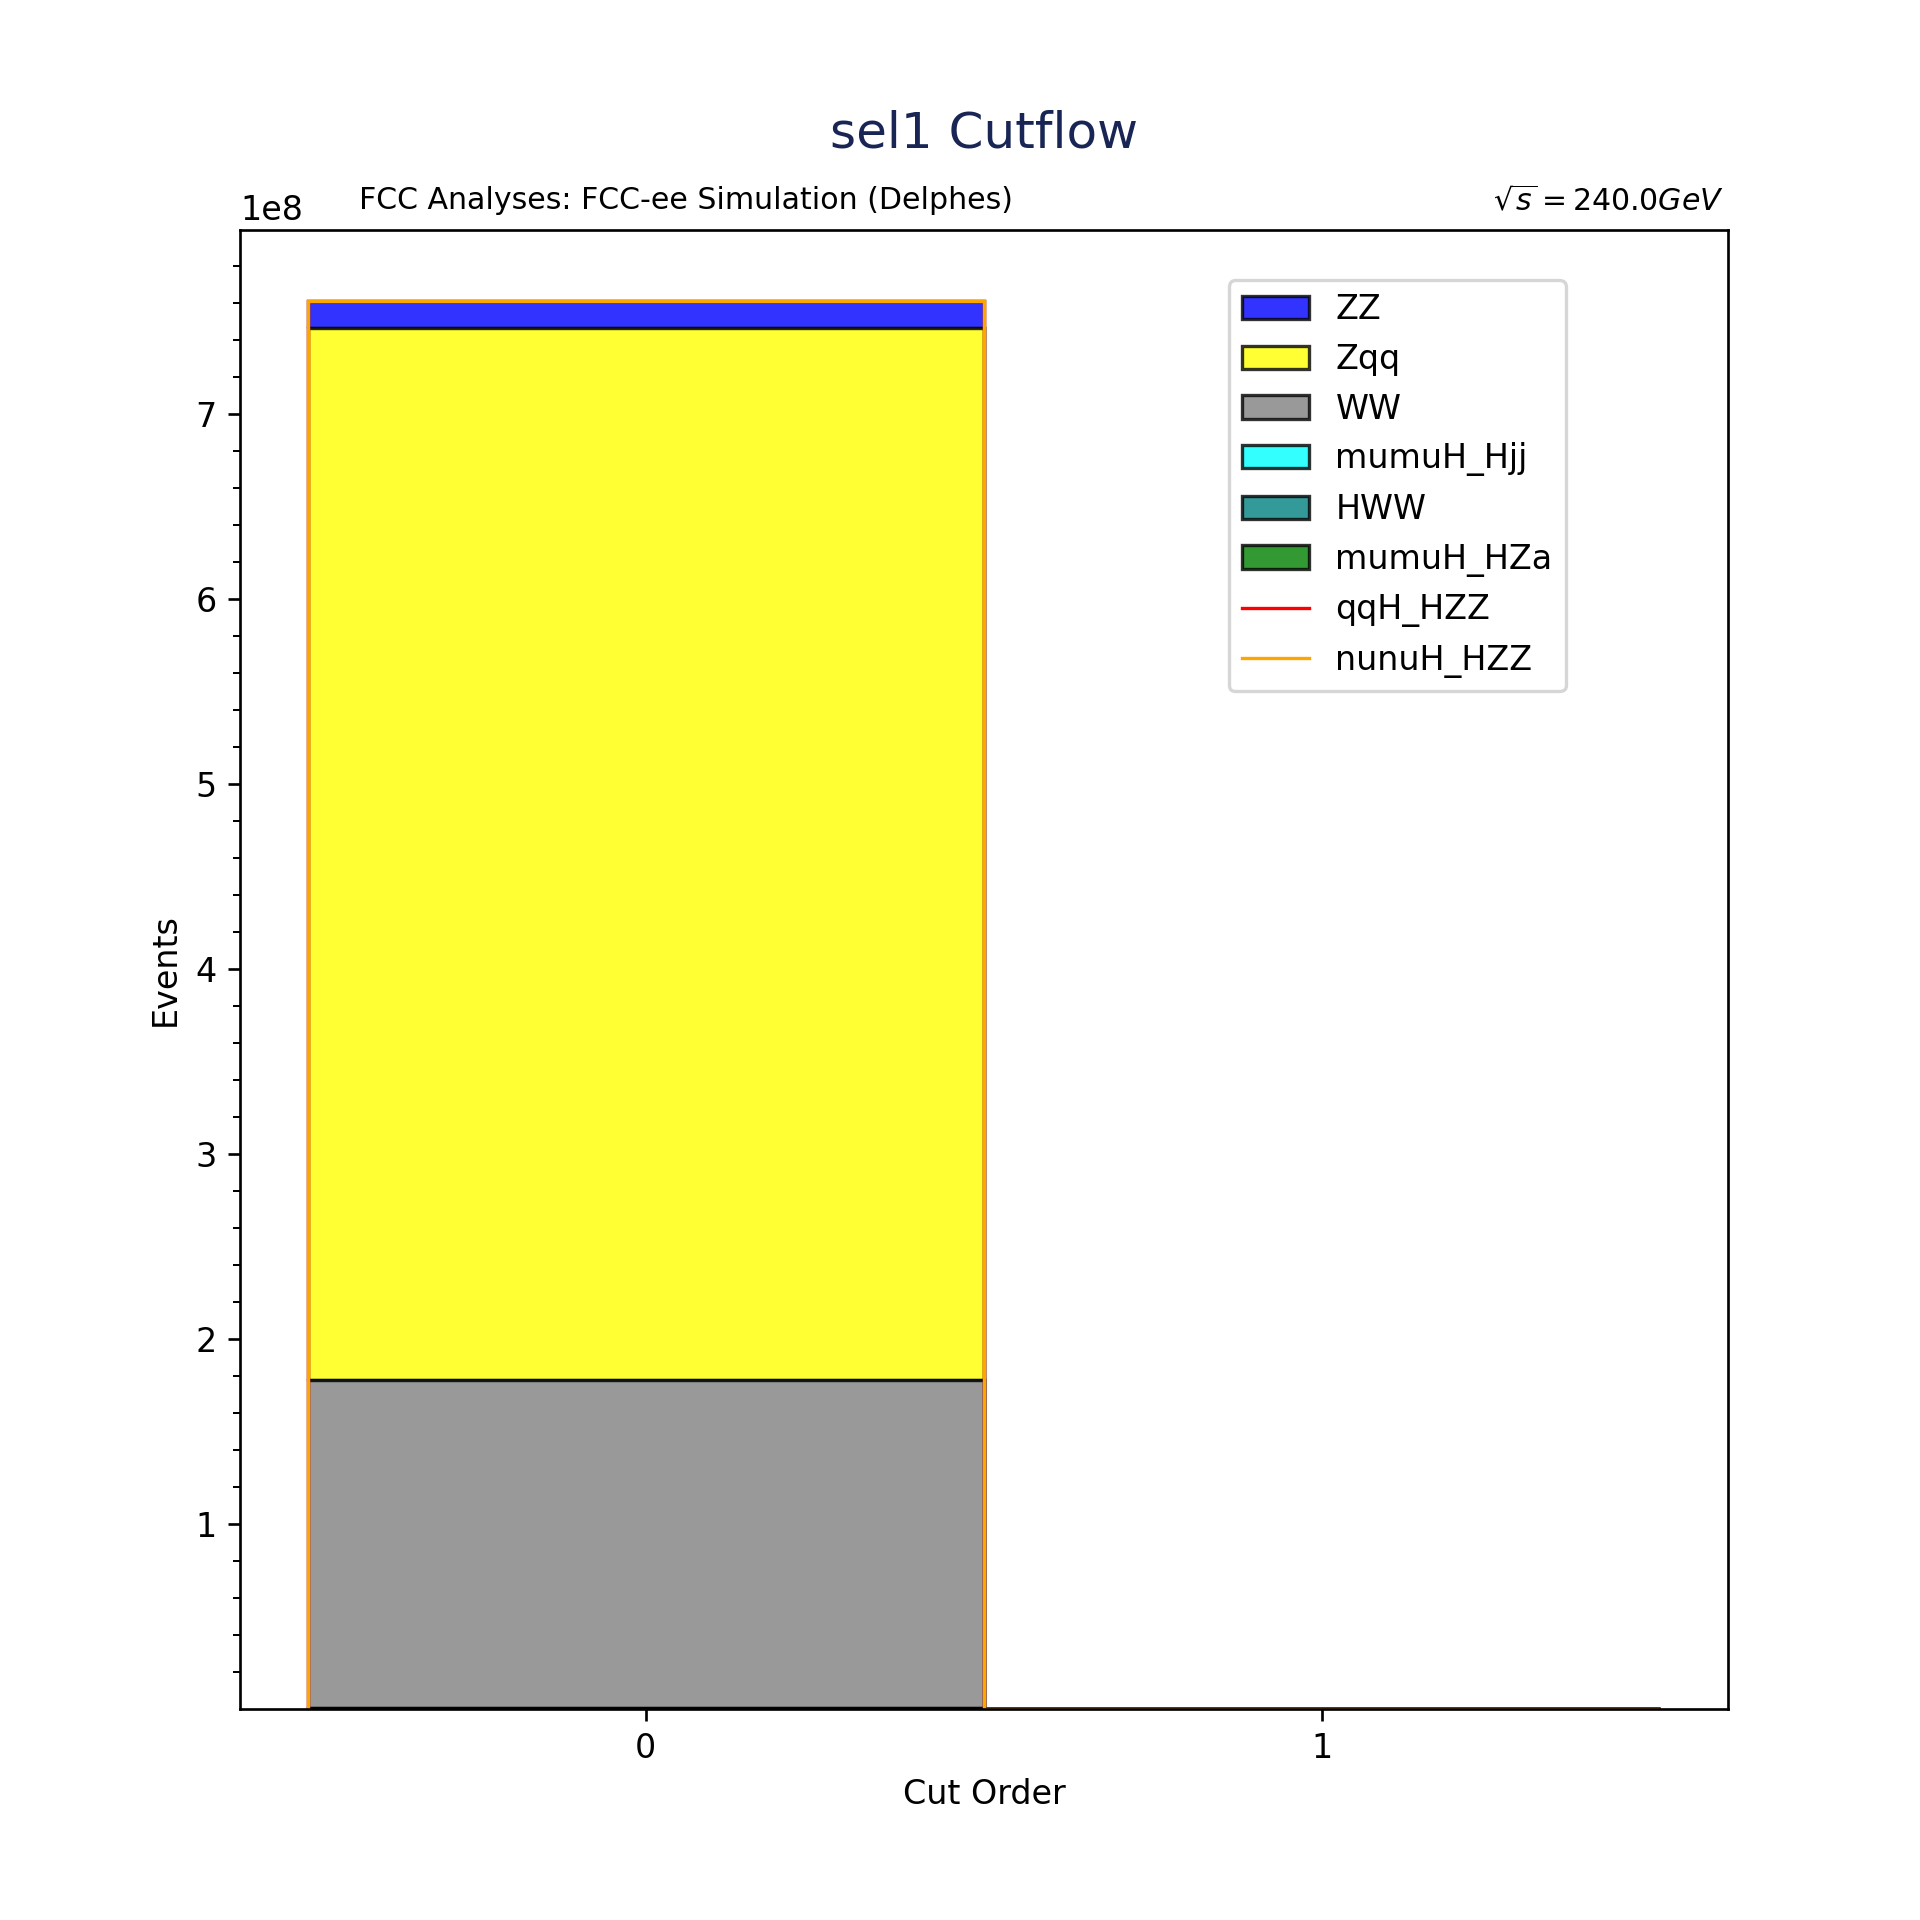 sel1 Cutflow
1e8
FCC Analyses: FCC-ee Simulation (Delphes)
√s = 240.0GeV
ZZ
Zqq
WW
mumuH_Hjj
HWW
mumuH_HZa
qqH_HZZ
nunuH_HZZ
7
6
5
4
3
2
1
Events
0
1
Cut Order